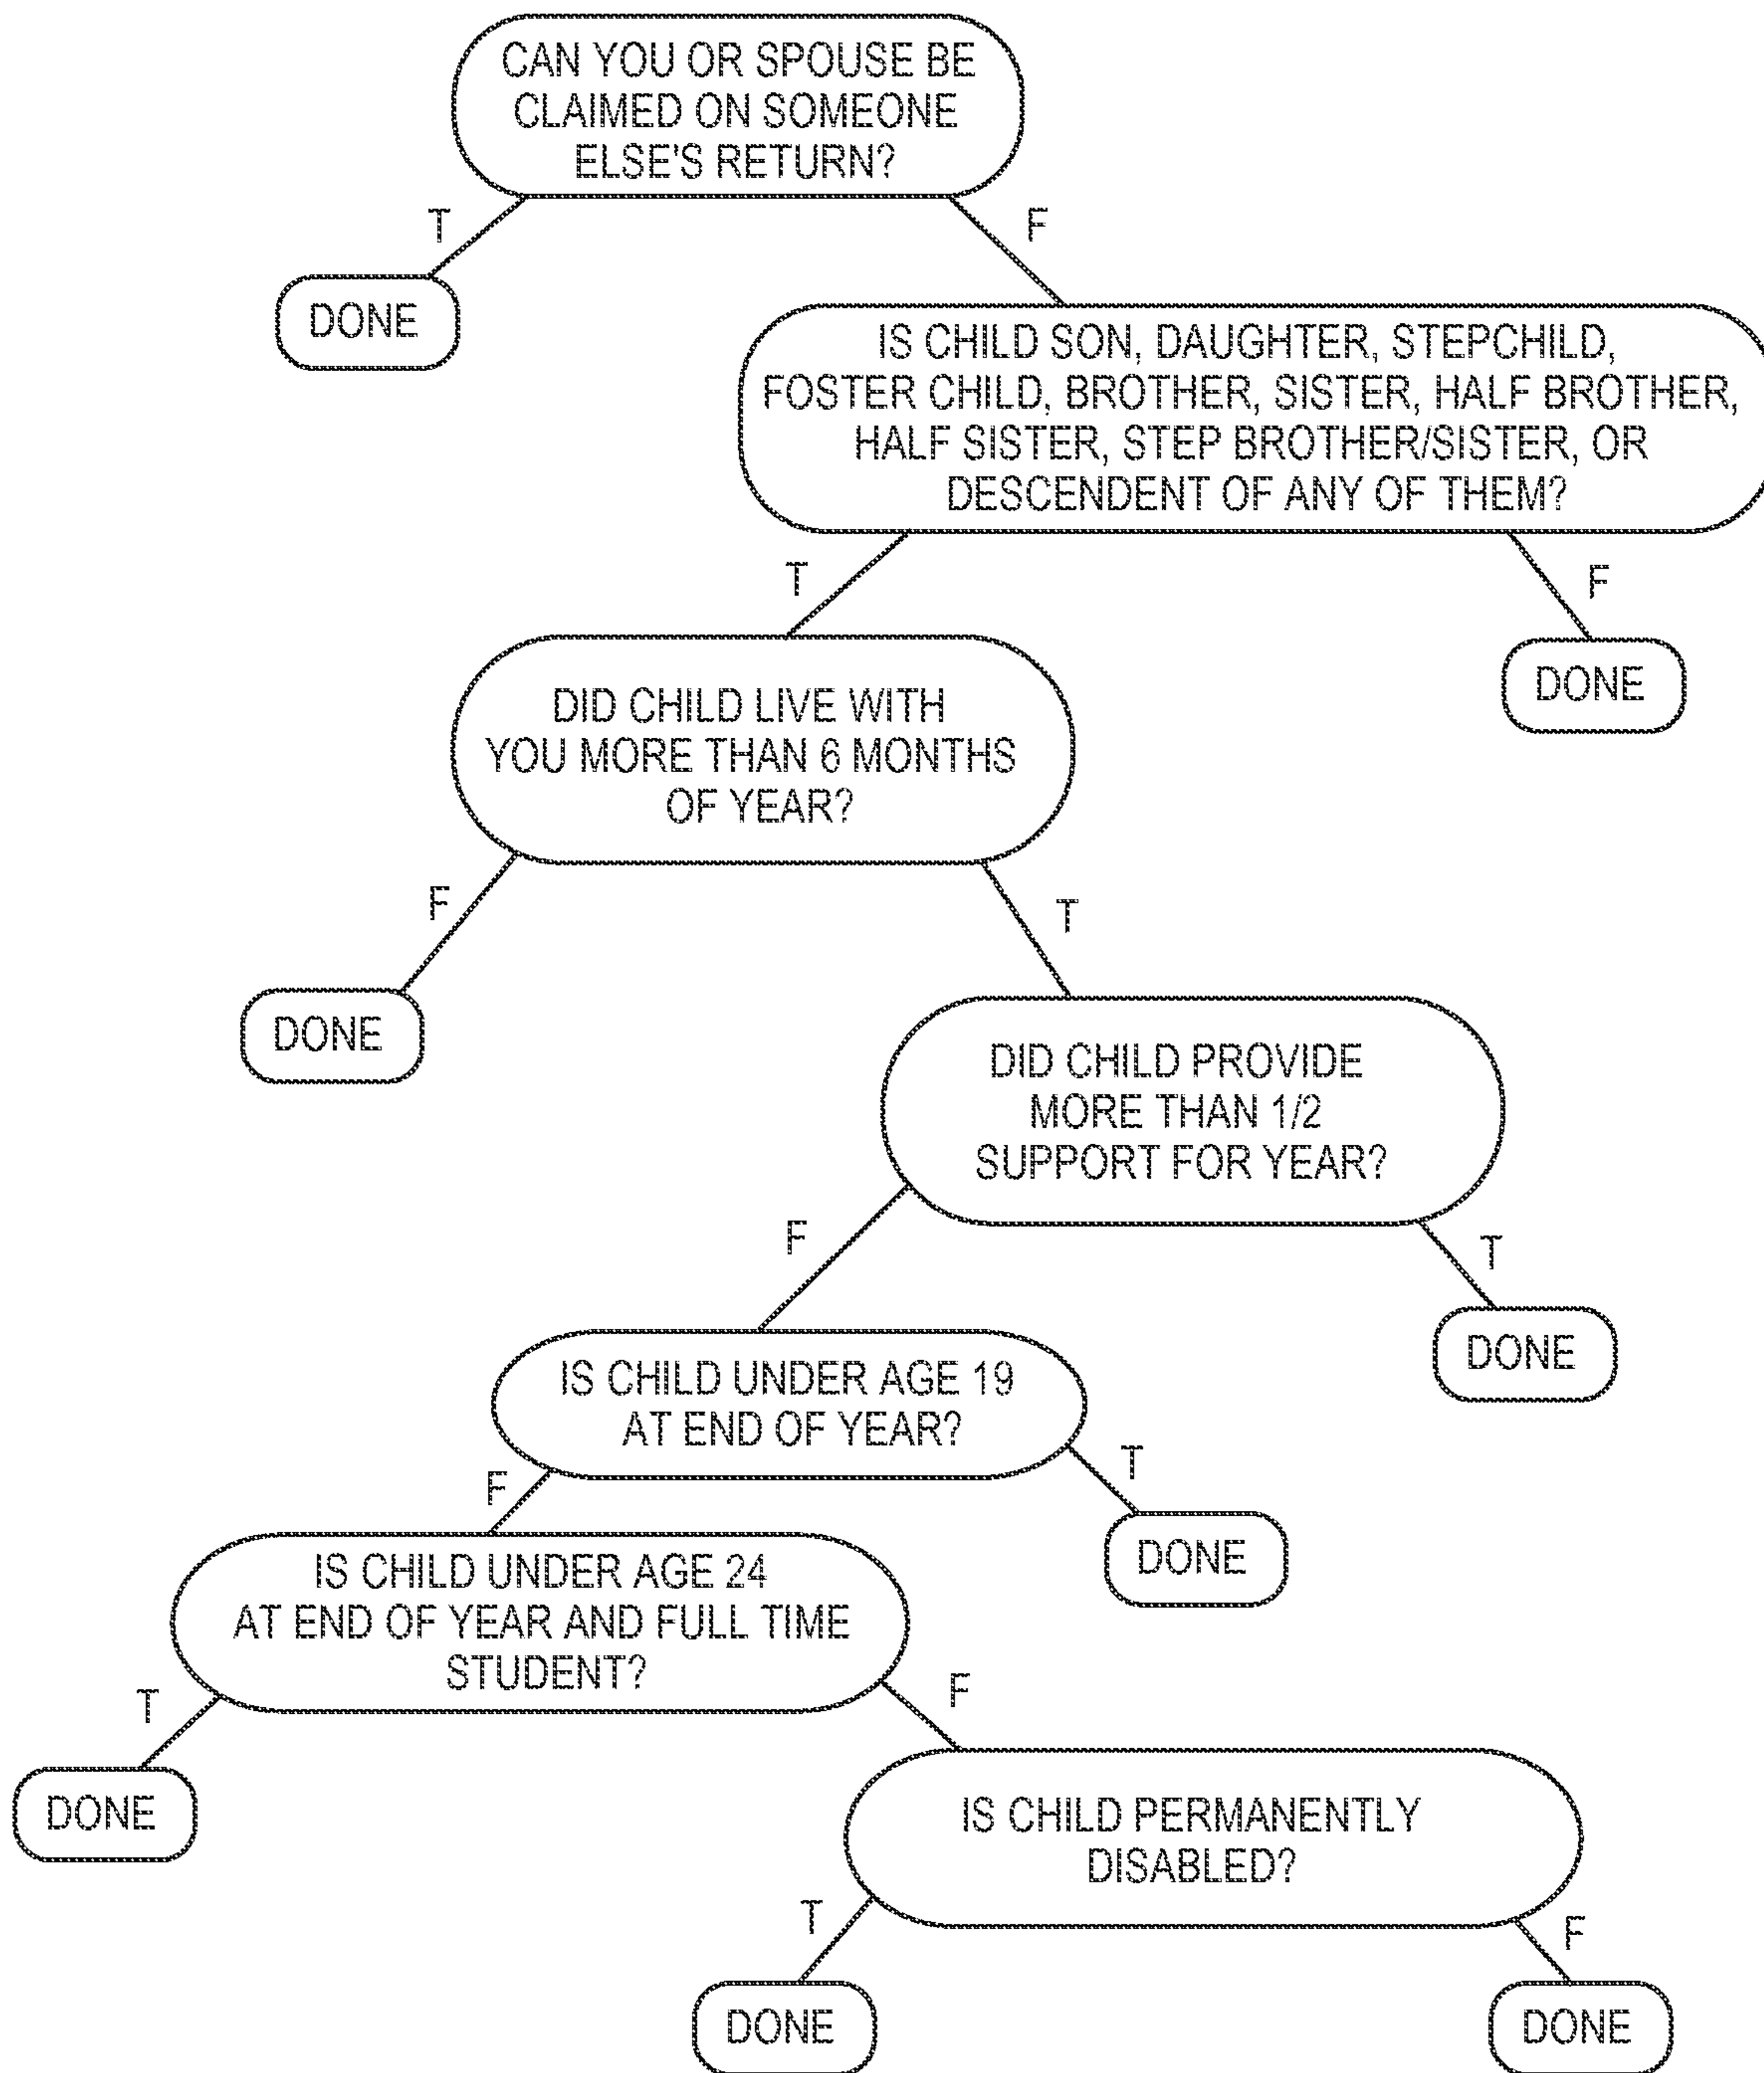 CAN YOU OR SPOUSE BE
CLAIMED ON SOMEONE
ELSE'S RETURN?
T
F
DONE
IS CHILD SON, DAUGHTER, STEPCHILD,
FOSTER CHILD, BROTHER, SISTER, HALF BROTHER,
HALF SISTER, STEP BROTHER/SISTER, OR
DESCENDENT OF ANY OF THEM?
T
F
DID CHILD LIVE WITH
YOU MORE THAN 6 MONTHS
OF YEAR?
DONE
F
T
DONE
DID CHILD PROVIDE
MORE THAN 1/2
SUPPORT FOR YEAR?
F
T
DONE
IS CHILD UNDER AGE 19
AT END OF YEAR?
F
T
DONE
IS CHILD UNDER AGE 24
AT END OF YEAR AND FULL TIME
STUDENT?
T
F
DONE
IS CHILD PERMANENTLY
DISABLED?
T
F
DONE
DONE